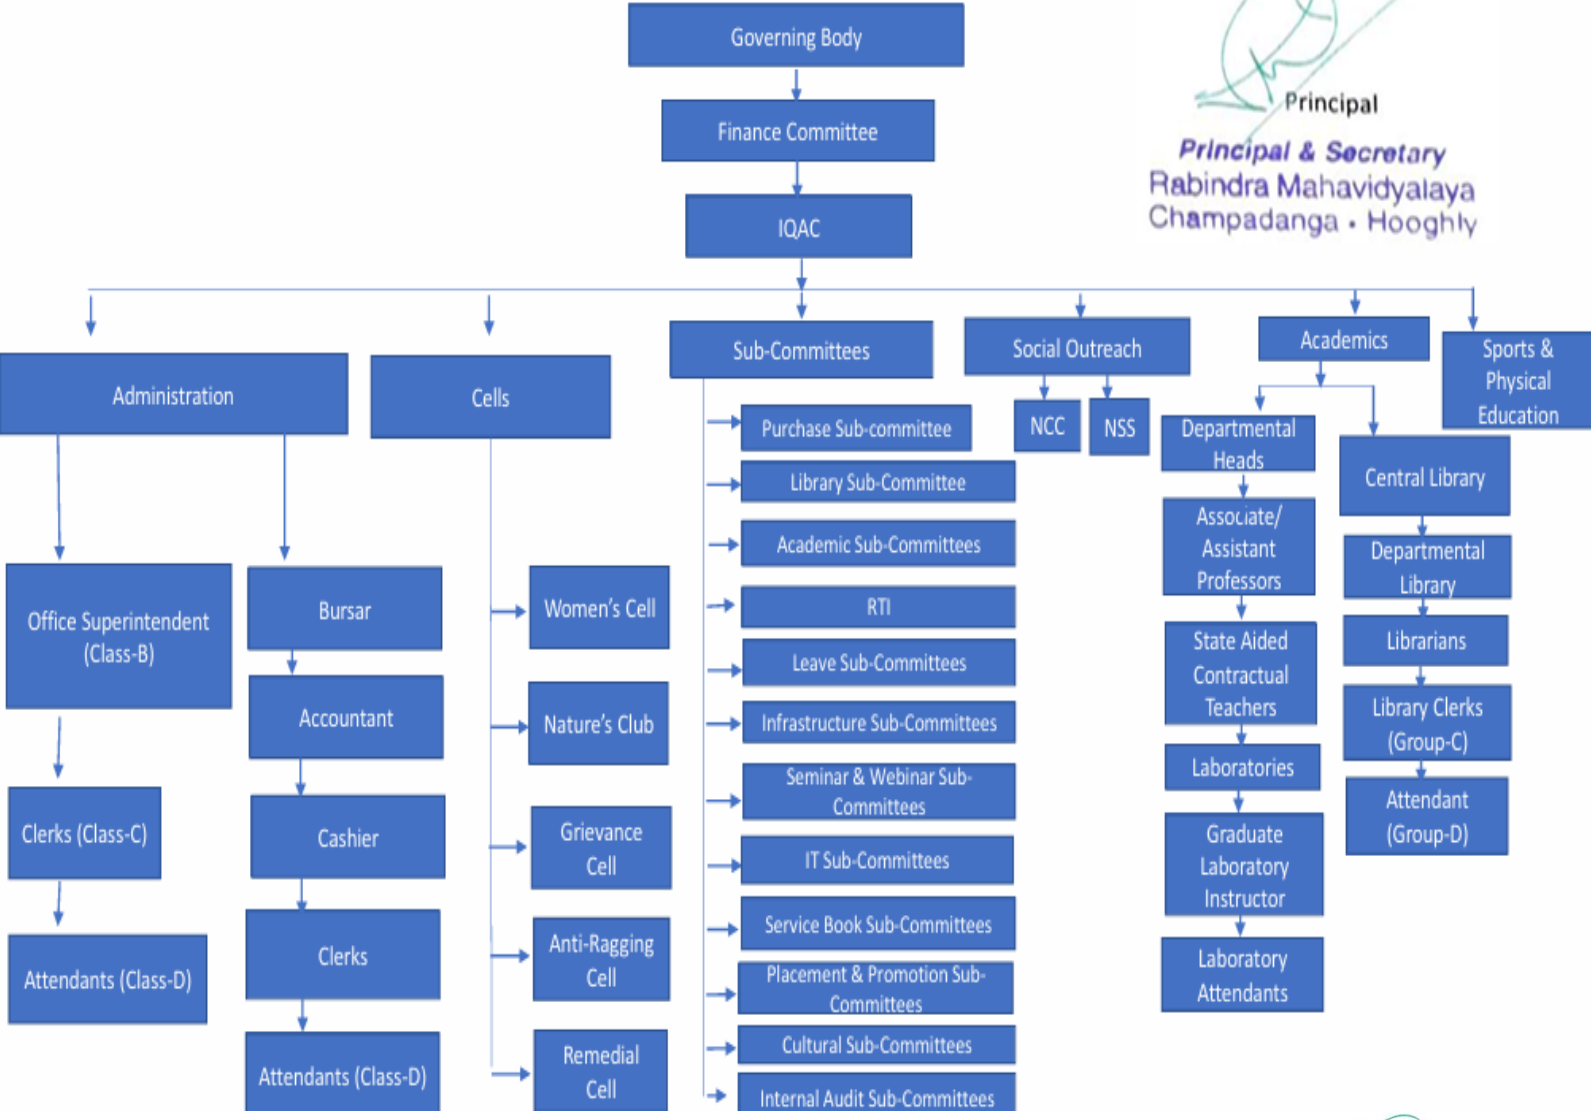 Governing Body
Finance Committee
IQAC
Principal
Principal & Secretary
Rabindra Mahavidyalaya
Champadanga • Hooghly
Administration
Office Superintendent
(Class-B)
Clerks (Class-C)
Attendants (Class-D)
Bursar
Accountant
Cashier
Clerks
Attendants (Class-D)
Cells
Women's Cell
Nature's Club
Grievance
Cell
Anti-Ragging
Cell
Remedial
Cell
Sub-Committees
Purchase Sub-committee
Library Sub-Committee
Academic Sub-Committees
RTI
Leave Sub-Committees
Infrastructure Sub-Committees
Seminar & Webinar Sub-
Committees
IT Sub-Committees
Service Book Sub-Committees
Placement & Promotion Sub-
Committees
Cultural Sub-Committees
Internal Audit Sub-Committees
Social Outreach
NCC
NSS
Academics
Departmental
Heads
Associate/
Assistant
Professors
State Aided
Contractual
Teachers
Laboratories
Graduate
Laboratory
Instructor
Laboratory
Attendants
Central Library
Departmental
Library
Librarians
Library Clerks
(Group-C)
Attendant
(Group-D)
Sports &
Physical
Education